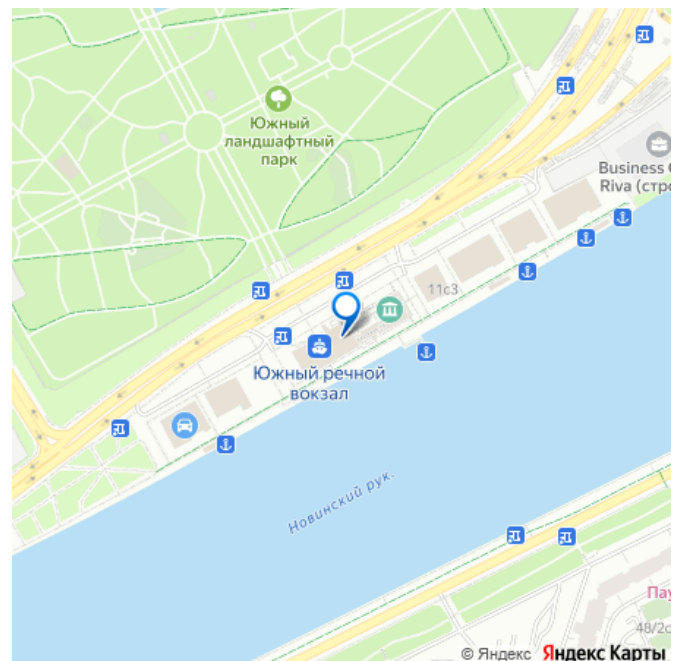 Южный
ландшафтный
парк
Business
Riva (стро
11с3
Южный речной
вокзал
Новинский рук.
Пау
48/2с
© Яндекс Яндекс Карты